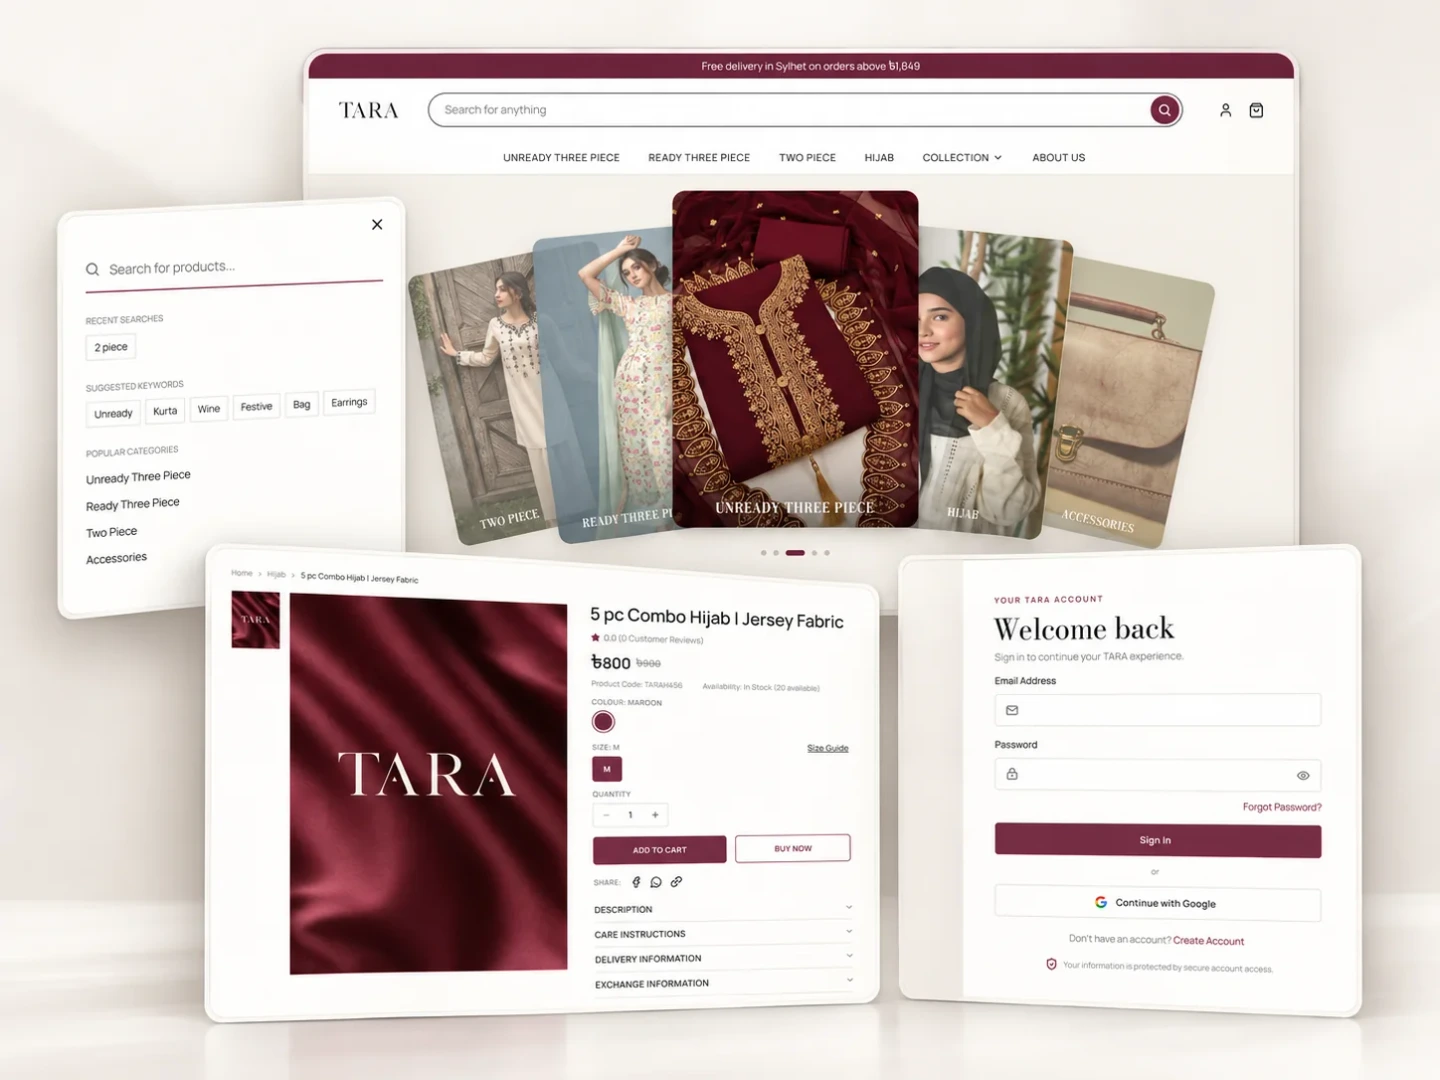 Free delivery in Sylhet on orders above ৳1,849
TARA
Search for anything
UNREADY THREE PIECE
READY THREE PIECE
TWO PIECE
HIJAB
COLLECTION
ABOUT US
TWO PIECE
READY THREE PI
UNREADY THREE PIECE
HIJAB
ACCESSORIES
Search for products...
RECENT SEARCHES
2 piece
SUGGESTED KEYWORDS
Unready
Kurta
Wine
Festive
Bag
Earrings
POPULAR CATEGORIES
Unready Three Piece
Ready Three Piece
Two Piece
Accessories
Home > Hijab > 5 pc Combo Hijab | Jersey Fabric
TARA
TARA
5 pc Combo Hijab | Jersey Fabric
★ 0.0 (0 Customer Reviews)
৳800 ৳900
Product Code: TARAH456 Availability: In Stock (20 available)
COLOUR: MAROON
SIZE: M
Size Guide
M
QUANTITY
− 1 +
ADD TO CART
BUY NOW
SHARE:
DESCRIPTION
CARE INSTRUCTIONS
DELIVERY INFORMATION
EXCHANGE INFORMATION
YOUR TARA ACCOUNT
Welcome back
Sign in to continue your TARA experience.
Email Address
Password
Forgot Password?
Sign In
or
Continue with Google
Don't have an account? Create Account
Your information is protected by secure account access.